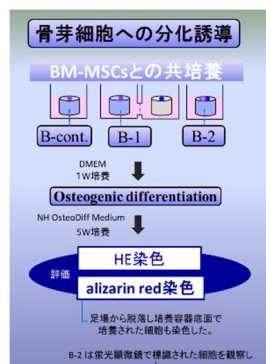 骨芽細胞への分化誘導
BM-MSCsとの共培養
B-cont.
B-1
B-2
DMEM
1W培養
Osteogenic differentiation
NH OsteoDiff Medium
5W培養
評価
HE染色
alizarin red染色
足場から脱落し培養容器底面で
培養された細胞も染色した。
B-2 は蛍光顕微鏡で標識された細胞を観察し